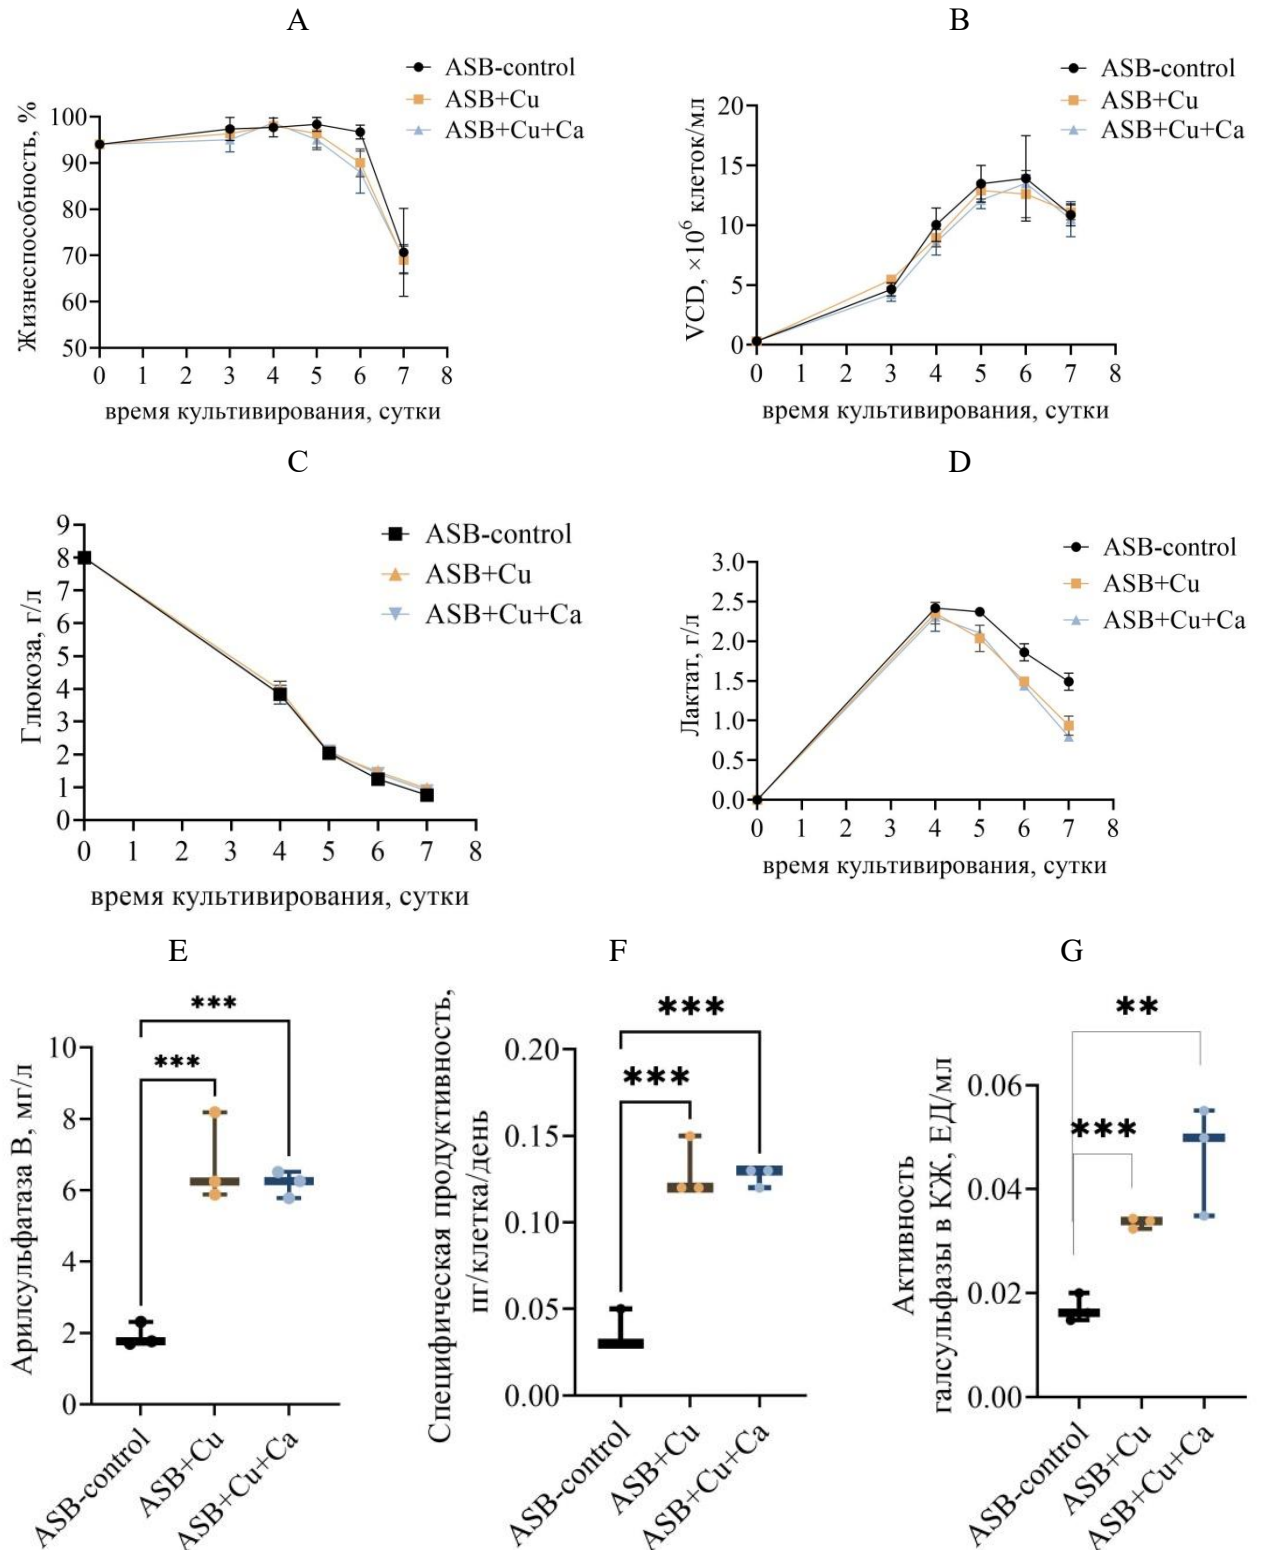 A
B
ASB-control
ASB+Cu
ASB+Cu+Ca
Жизнеспособность, %
100
90
80
70
60
50
0 1 2 3 4 5 6 7 8
время культивирования, сутки
ASB-control
ASB+Cu
ASB+Cu+Ca
VCD, ×10⁶ клеток/мл
20
15
10
5
0
0 1 2 3 4 5 6 7 8
время культивирования, сутки
C
D
ASB-control
ASB+Cu
ASB+Cu+Ca
Глюкоза, г/л
9
8
7
6
5
4
3
2
1
0
0 1 2 3 4 5 6 7 8
время культивирования, сутки
ASB-control
ASB+Cu
ASB+Cu+Ca
Лактат, г/л
3.0
2.5
2.0
1.5
1.0
0.5
0.0
0 1 2 3 4 5 6 7 8
время культивирования, сутки
E
F
G
Арилсульфатаза В, мг/л
***
***
10
8
6
4
2
0
ASB-control
ASB+Cu
ASB+Cu+Ca
Специфическая продуктивность,
пг/клетка/день
***
***
0.20
0.15
0.10
0.05
0.00
ASB-control
ASB+Cu
ASB+Cu+Ca
Активность
галсульфазы в КЖ, ЕД/мл
**
***
0.06
0.04
0.02
0.00
ASB-control
ASB+Cu
ASB+Cu+Ca